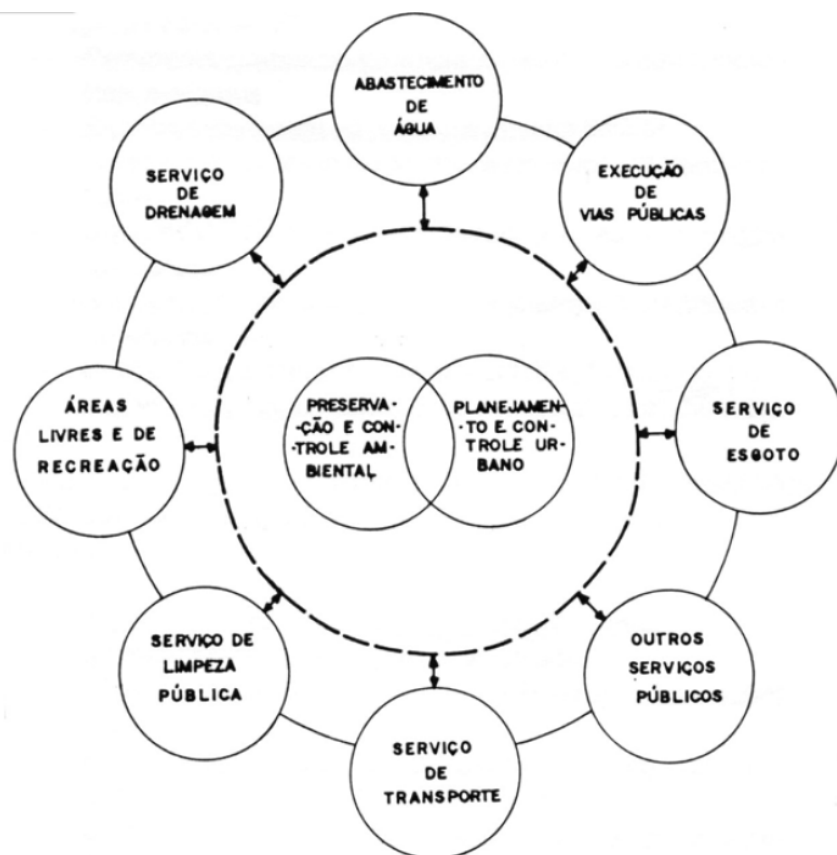 ABASTECIMENTO
DE
ÁGUA
EXECUÇÃO
DE
VIAS PÚBLICAS
SERVIÇO
DE
ESGOTO
OUTROS
SERVIÇOS
PÚBLICOS
SERVIÇO
DE
TRANSPORTE
SERVIÇO DE
LIMPEZA
PÚBLICA
ÁREAS
LIVRES E DE
RECREAÇÃO
SERVIÇO
DE
DRENAGEM
PRESERVA-
-ÇÃO E CON-
-TROLE AM-
BIENTAL
PLANEJAMEN-
-TO E CON-
TROLE UR-
BANO